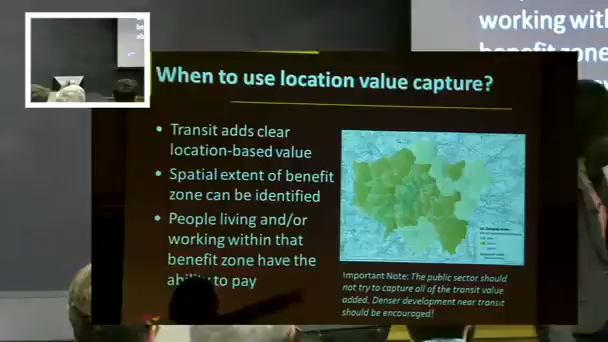 When to use location value capture?
• Transit adds clear
location-based value
• Spatial extent of benefit
zone can be identified
• People living and/or
working within that
benefit zone have the
ability to pay
Important Note: The public sector should
not try to capture all of the transit value
added. Denser development near transit
should be encouraged!
working with
benefit zone